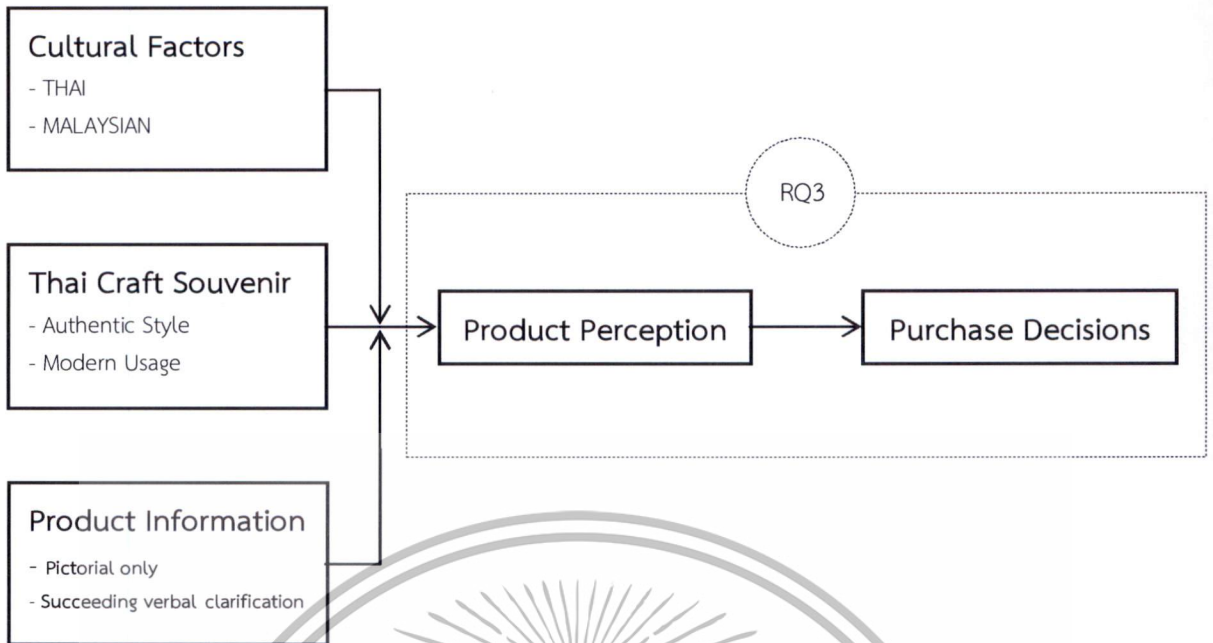 Cultural Factors
- THAI
- MALAYSIAN
Thai Craft Souvenir
- Authentic Style
- Modern Usage
Product Information
- Pictorial only
- Succeeding verbal clarification
RQ3
Product Perception
Purchase Decisions